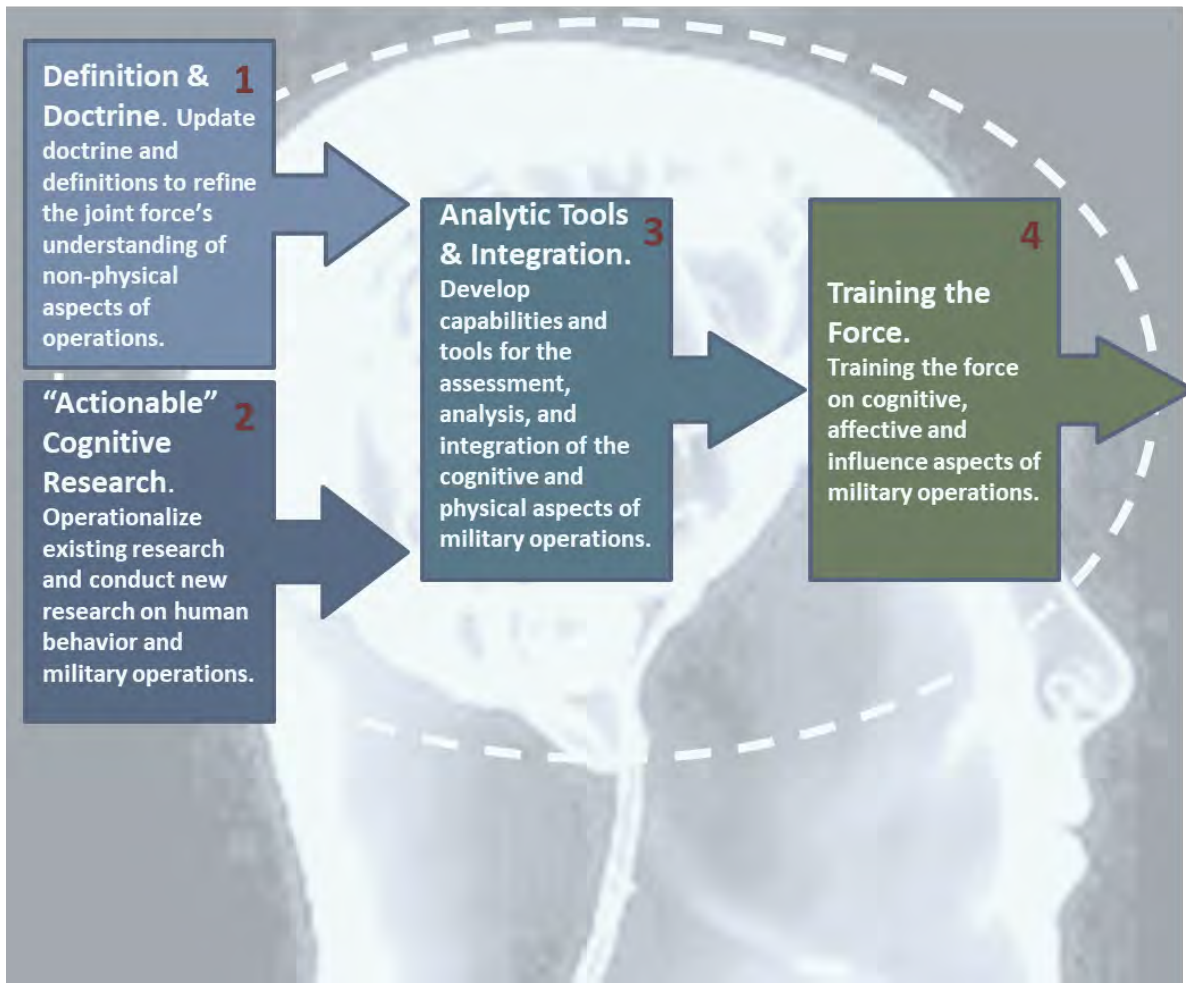 Definition & 1
Doctrine. Update
doctrine and
definitions to refine
the joint force’s
understanding of
non-physical
aspects of
operations.
“Actionable” 2
Cognitive
Research.
Operationalize
existing research
and conduct new
research on human
behavior and
military operations.
Analytic Tools 3
& Integration.
Develop
capabilities and
tools for the
assessment,
analysis, and
integration of the
cognitive and
physical aspects of
military operations.
4
Training the
Force.
Training the force
on cognitive,
affective and
influence aspects of
military operations.